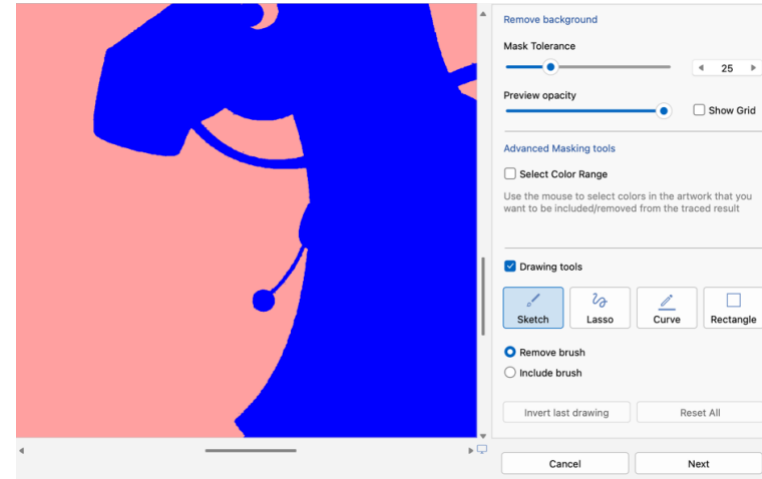 Remove background
Mask Tolerance
25
Preview opacity
Show Grid
Advanced Masking tools
Select Color Range
Use the mouse to select colors in the artwork that you
want to be included/removed from the traced result
Drawing tools
Sketch Lasso Curve Rectangle
Remove brush
Include brush
Invert last drawing Reset All
Cancel Next